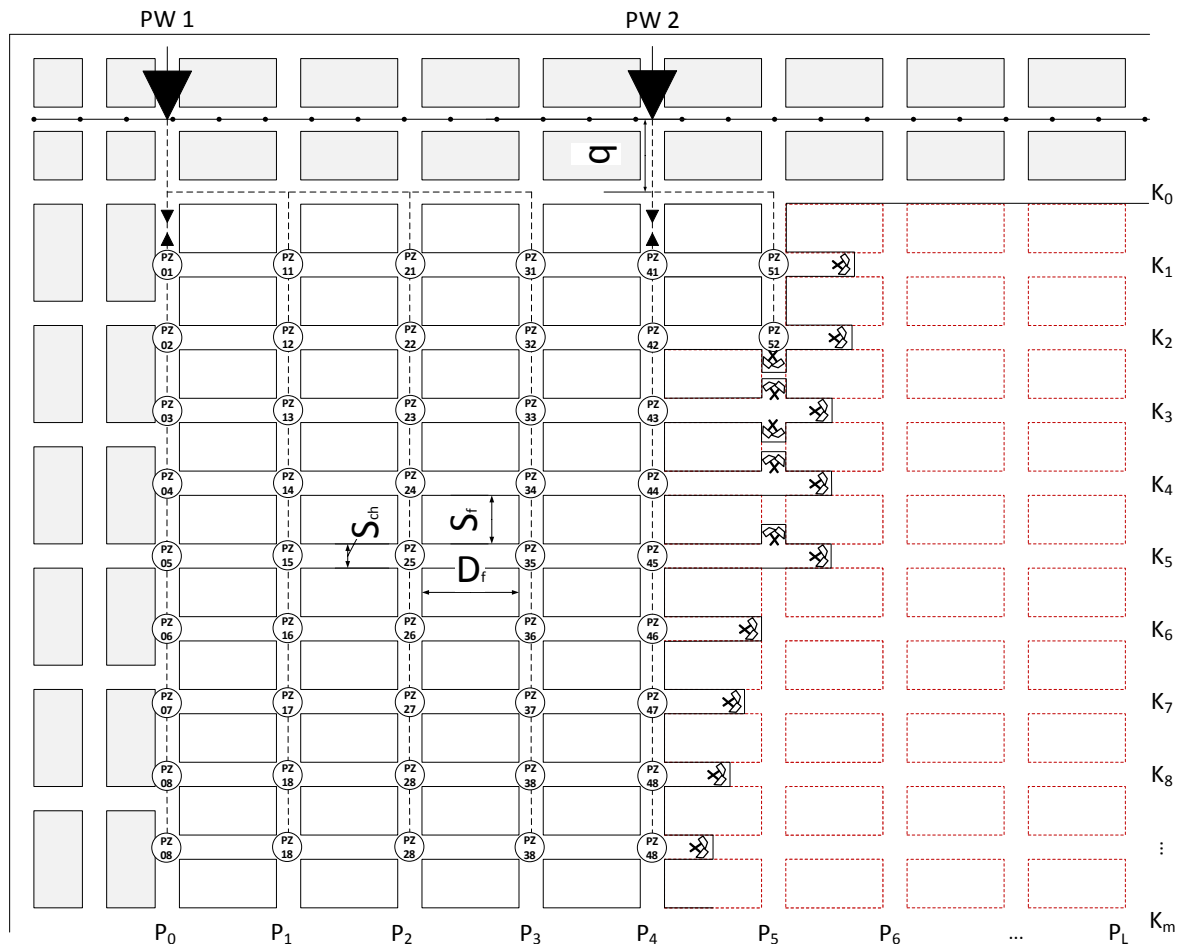 PW 1 PW 2
q
K0
PZ 01 PZ 11 PZ 21 PZ 31 PZ 41 PZ 51 K1
PZ 02 PZ 12 PZ 22 PZ 32 PZ 42 PZ 52 K2
PZ 03 PZ 13 PZ 23 PZ 33 PZ 43 K3
PZ 04 PZ 14 PZ 24 PZ 34 PZ 44 K4
Sch Sf
PZ 05 PZ 15 PZ 25 PZ 35 PZ 45 K5
Df
PZ 06 PZ 16 PZ 26 PZ 36 PZ 46 K6
PZ 07 PZ 17 PZ 27 PZ 37 PZ 47 K7
PZ 08 PZ 18 PZ 28 PZ 38 PZ 48 K8
PZ 08 PZ 18 PZ 28 PZ 38 PZ 48 ...
Km
P0 P1 P2 P3 P4 P5 P6 ... PL